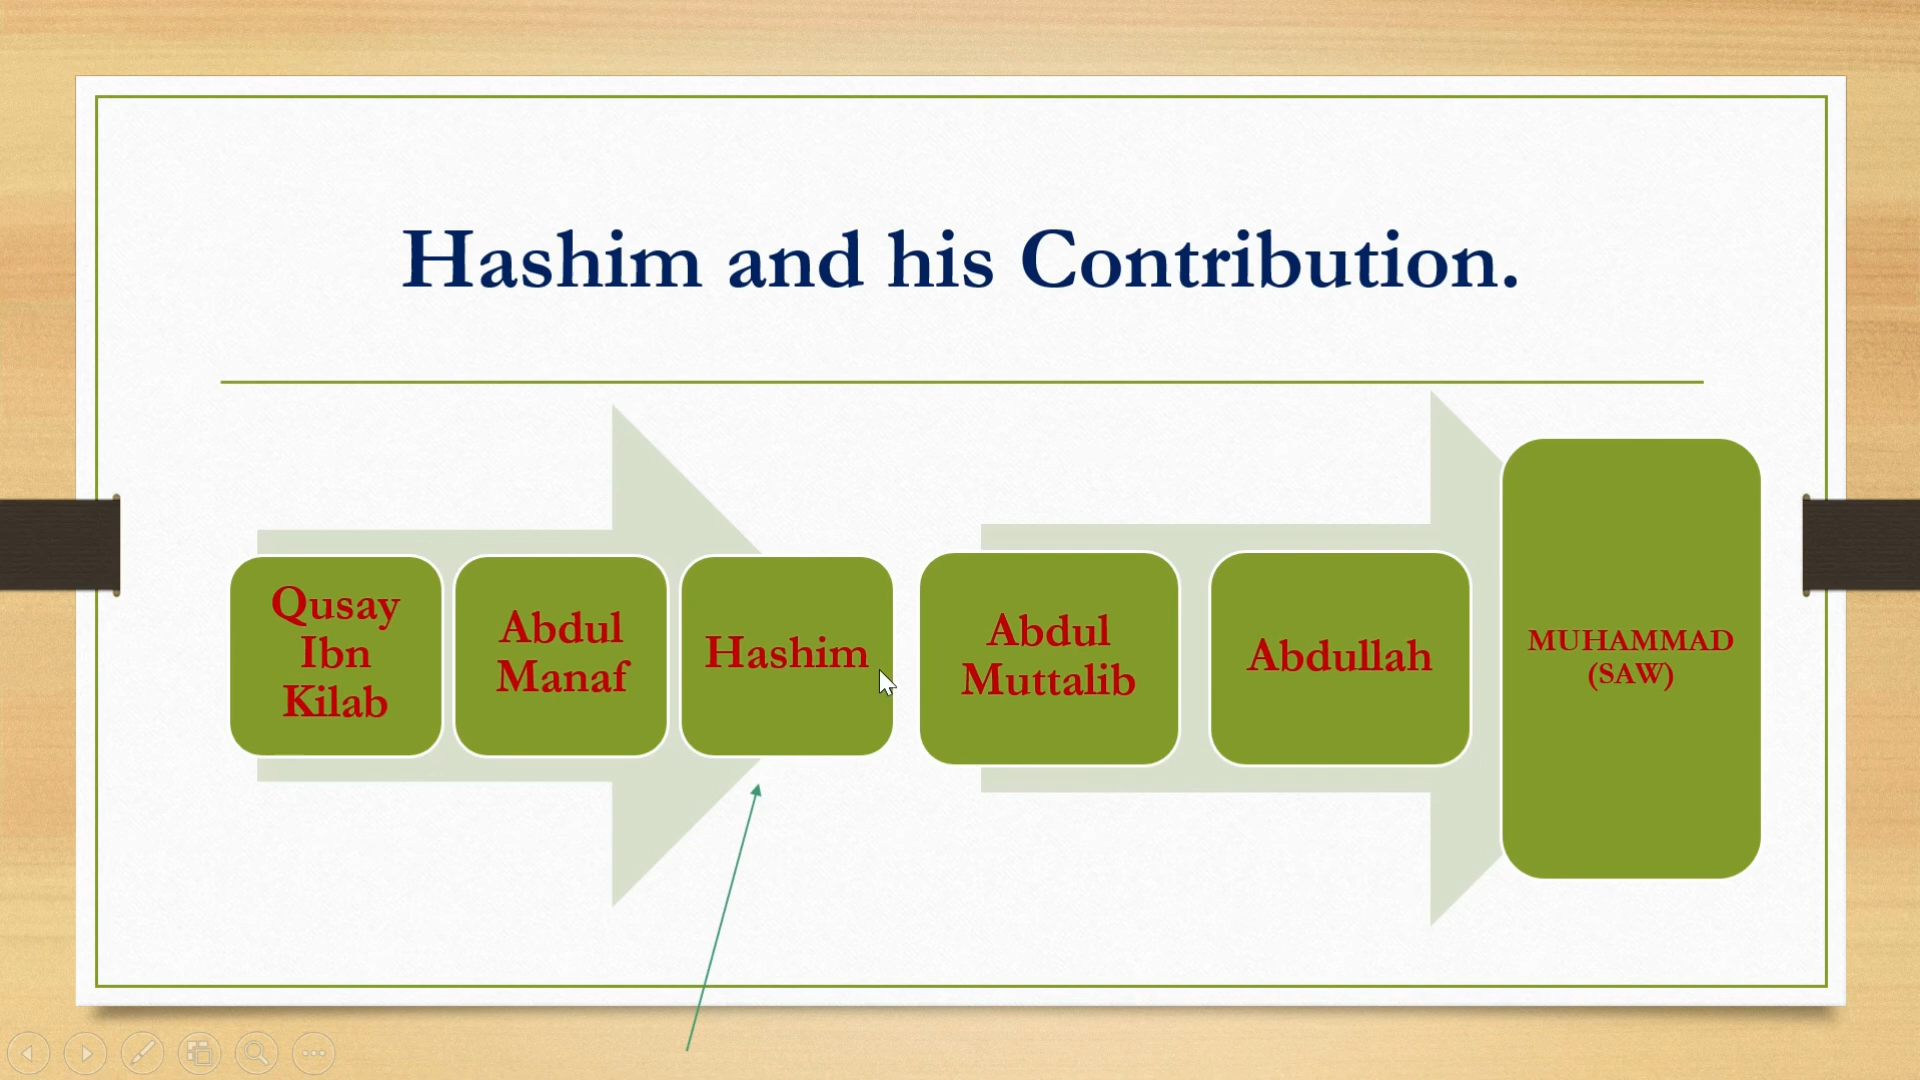 Hashim and his Contribution.
Qusay
Ibn
Kilab
Abdul
Manaf
Hashim
Abdul
Muttalib
Abdullah
MUHAMMAD
(SAW)